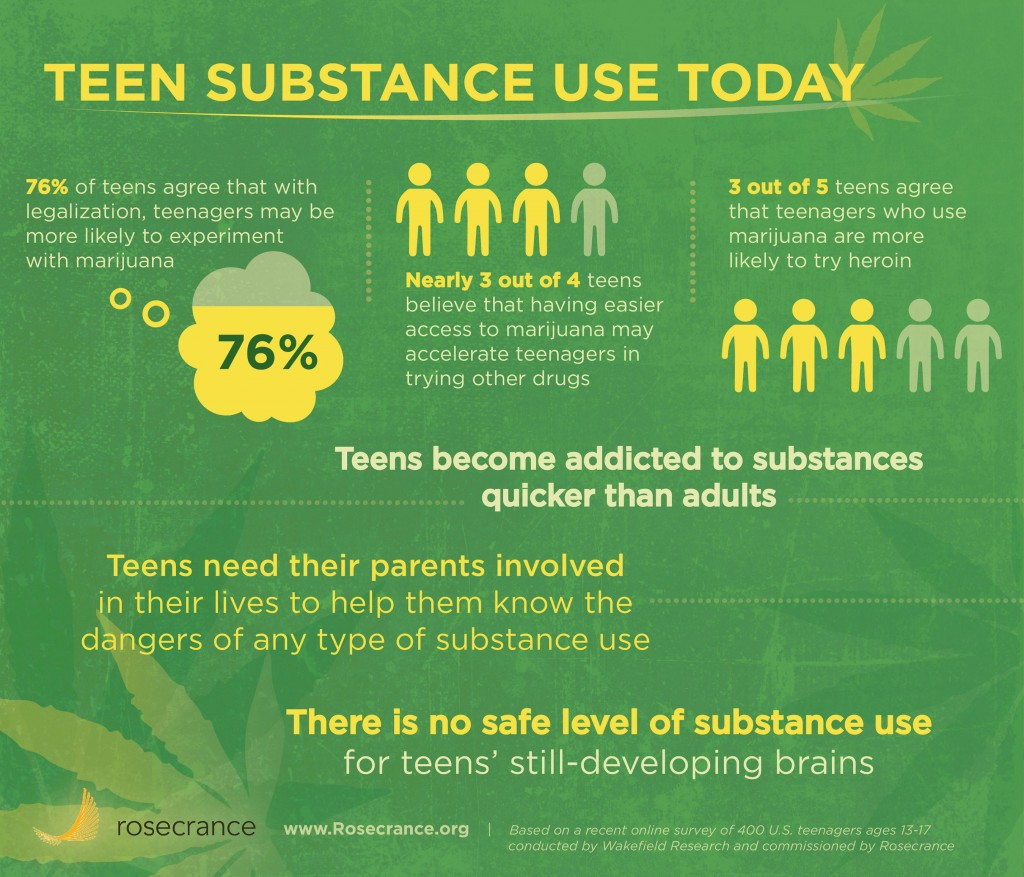 TEEN SUBSTANCE USE TODAY
76% of teens agree that with
legalization, teenagers may be
more likely to experiment
with marijuana
76%
Nearly 3 out of 4 teens
believe that having easier
access to marijuana may
accelerate teenagers in
trying other drugs
3 out of 5 teens agree
that teenagers who use
marijuana are more
likely to try heroin
Teens become addicted to substances
quicker than adults
Teens need their parents involved
in their lives to help them know the
dangers of any type of substance use
There is no safe level of substance use
for teens’ still-developing brains
rosecrance
www.Rosecrance.org | Based on a recent online survey of 400 U.S. teenagers ages 13-17
conducted by Wakefield Research and commissioned by Rosecrance